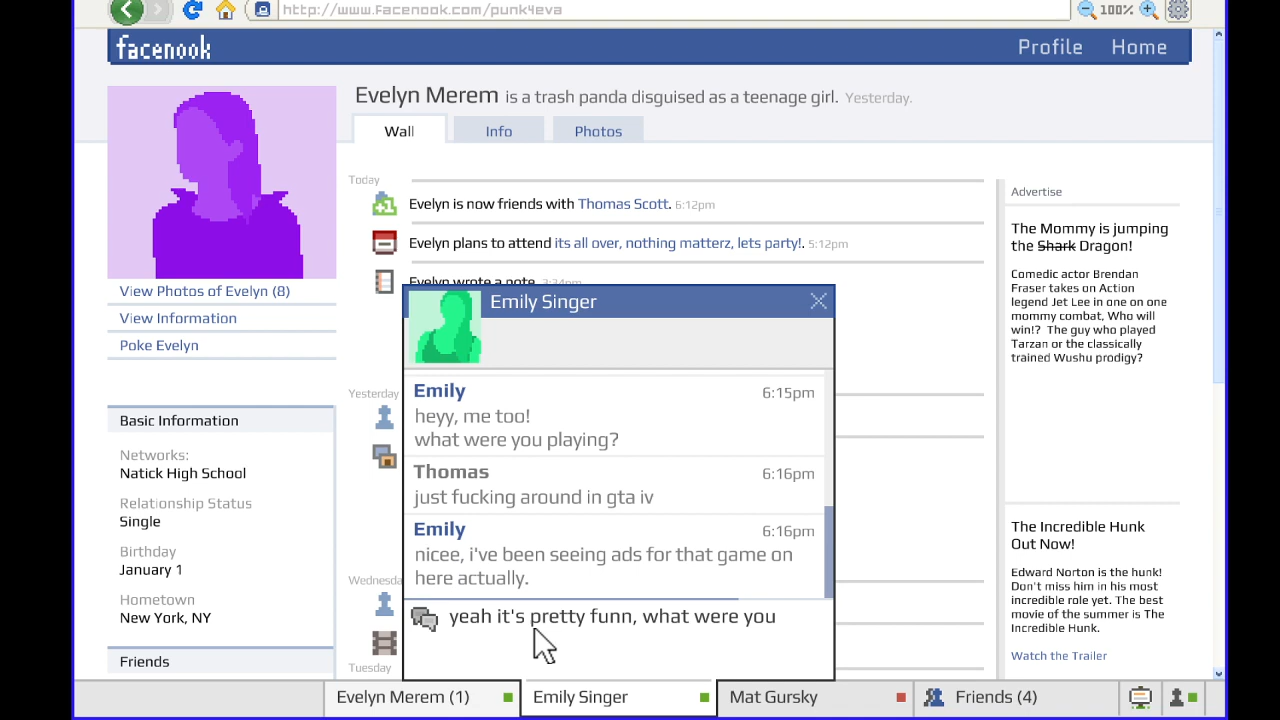 http://www.Facenook.com/punk4eva
100%
facenook
Profile
Home
Evelyn Merem is a trash panda disguised as a teenage girl. Yesterday.
Wall
Info
Photos
Today
Evelyn is now friends with Thomas Scott. 6:12pm
Evelyn plans to attend its all over, nothing matterz, lets party!. 5:12pm
Evelyn wrote a note. 3:34pm
View Photos of Evelyn (8)
View Information
Poke Evelyn
Basic Information
Networks:
Natick High School
Relationship Status
Single
Birthday
January 1
Hometown
New York, NY
Friends
Yesterday
Wednesda
Tuesday
Emily Singer
Emily
6:15pm
heyy, me too!
what were you playing?
Thomas
6:16pm
just fucking around in gta iv
Emily
6:16pm
nicee, i've been seeing ads for that game on
here actually.
yeah it's pretty funn, what were you
Advertise
The Mommy is jumping
the Shark Dragon!
Comedic actor Brendan
Fraser takes on Action
legend Jet Lee in one on one
mommy combat, Who will
win!? The guy who played
Tarzan or the classically
trained Wushu prodigy?
The Incredible Hunk
Out Now!
Edward Norton is the hunk!
Don't miss him in his most
incredible role yet. The best
movie of the summer is The
Incredible Hunk.
Watch the Trailer
Evelyn Merem (1)
Emily Singer
Mat Gursky
Friends (4)